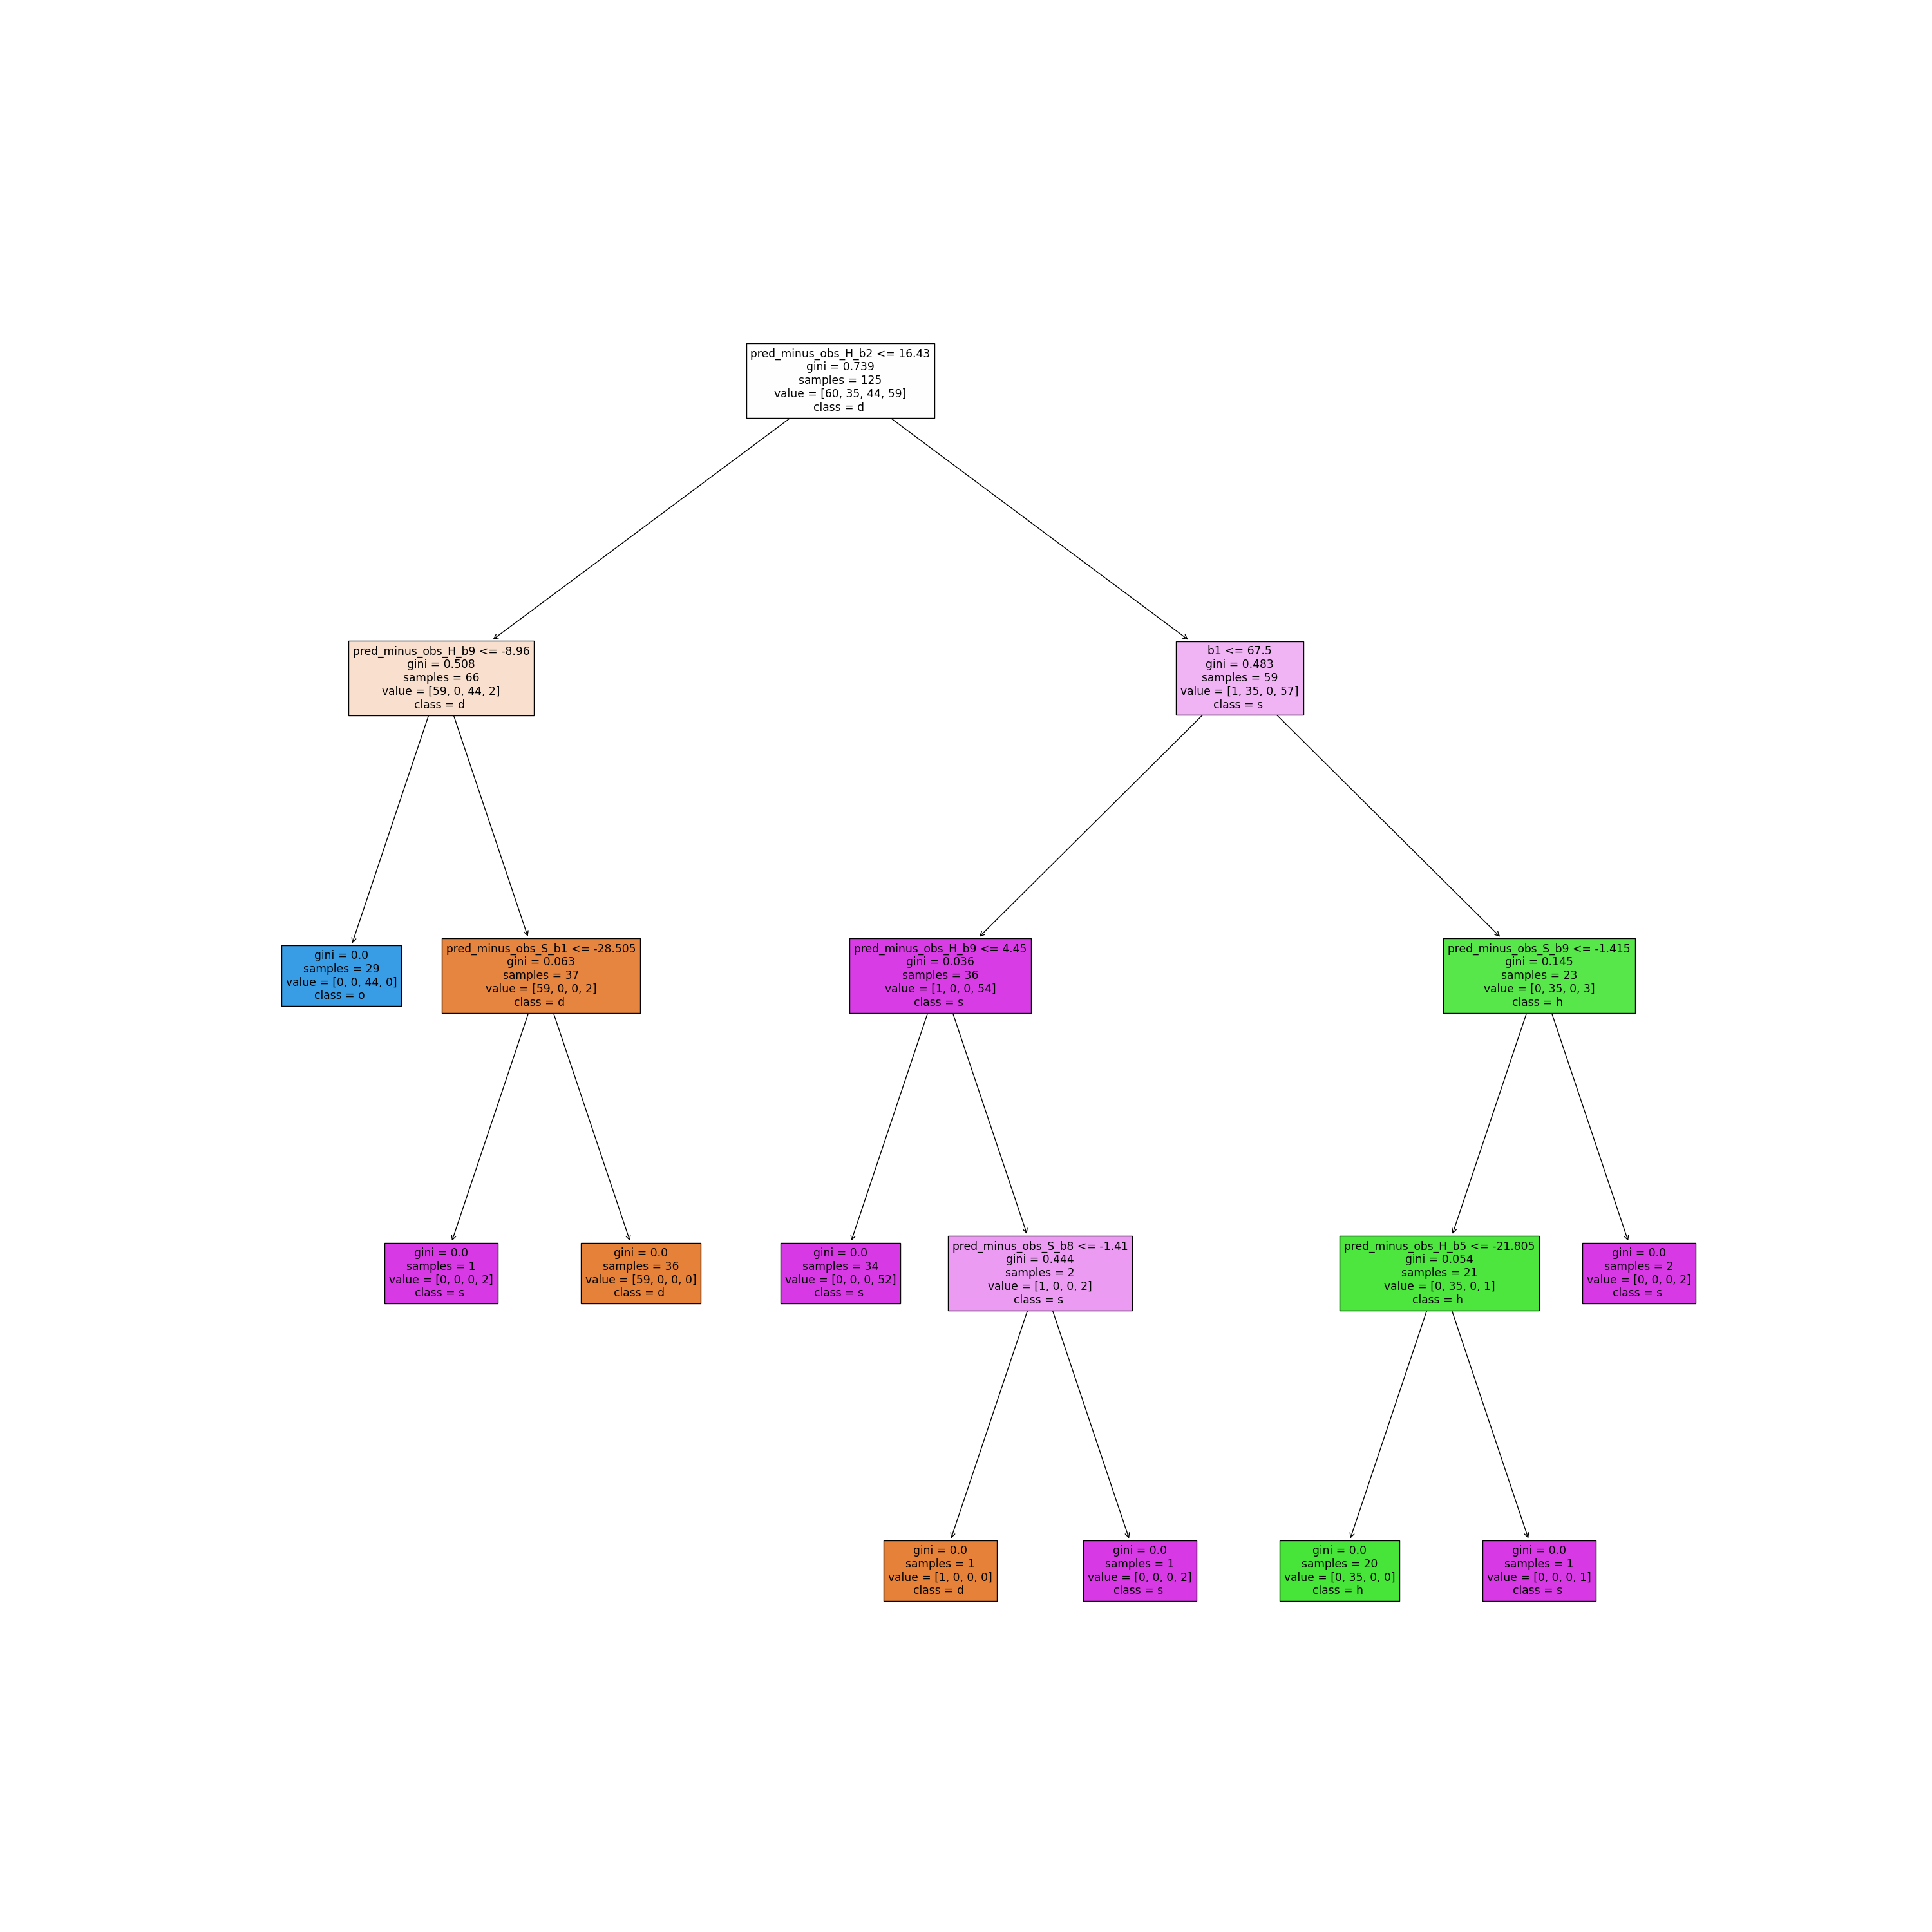 pred_minus_obs_H_b2 <= 16.43
gini = 0.739
samples = 125
value = [60, 35, 44, 59]
class = d
pred_minus_obs_H_b9 <= -8.96
gini = 0.508
samples = 66
value = [59, 0, 44, 2]
class = d
b1 <= 67.5
gini = 0.483
samples = 59
value = [1, 35, 0, 57]
class = s
gini = 0.0
samples = 29
value = [0, 0, 44, 0]
class = o
pred_minus_obs_S_b1 <= -28.505
gini = 0.063
samples = 37
value = [59, 0, 0, 2]
class = d
pred_minus_obs_H_b9 <= 4.45
gini = 0.036
samples = 36
value = [1, 0, 0, 54]
class = s
pred_minus_obs_S_b9 <= -1.415
gini = 0.145
samples = 23
value = [0, 35, 0, 3]
class = h
gini = 0.0
samples = 1
value = [0, 0, 0, 2]
class = s
gini = 0.0
samples = 36
value = [59, 0, 0, 0]
class = d
gini = 0.0
samples = 34
value = [0, 0, 0, 52]
class = s
pred_minus_obs_S_b8 <= -1.41
gini = 0.444
samples = 2
value = [1, 0, 0, 2]
class = s
pred_minus_obs_H_b5 <= -21.805
gini = 0.054
samples = 21
value = [0, 35, 0, 1]
class = h
gini = 0.0
samples = 2
value = [0, 0, 0, 2]
class = s
gini = 0.0
samples = 1
value = [1, 0, 0, 0]
class = d
gini = 0.0
samples = 1
value = [0, 0, 0, 2]
class = s
gini = 0.0
samples = 20
value = [0, 35, 0, 0]
class = h
gini = 0.0
samples = 1
value = [0, 0, 0, 1]
class = s